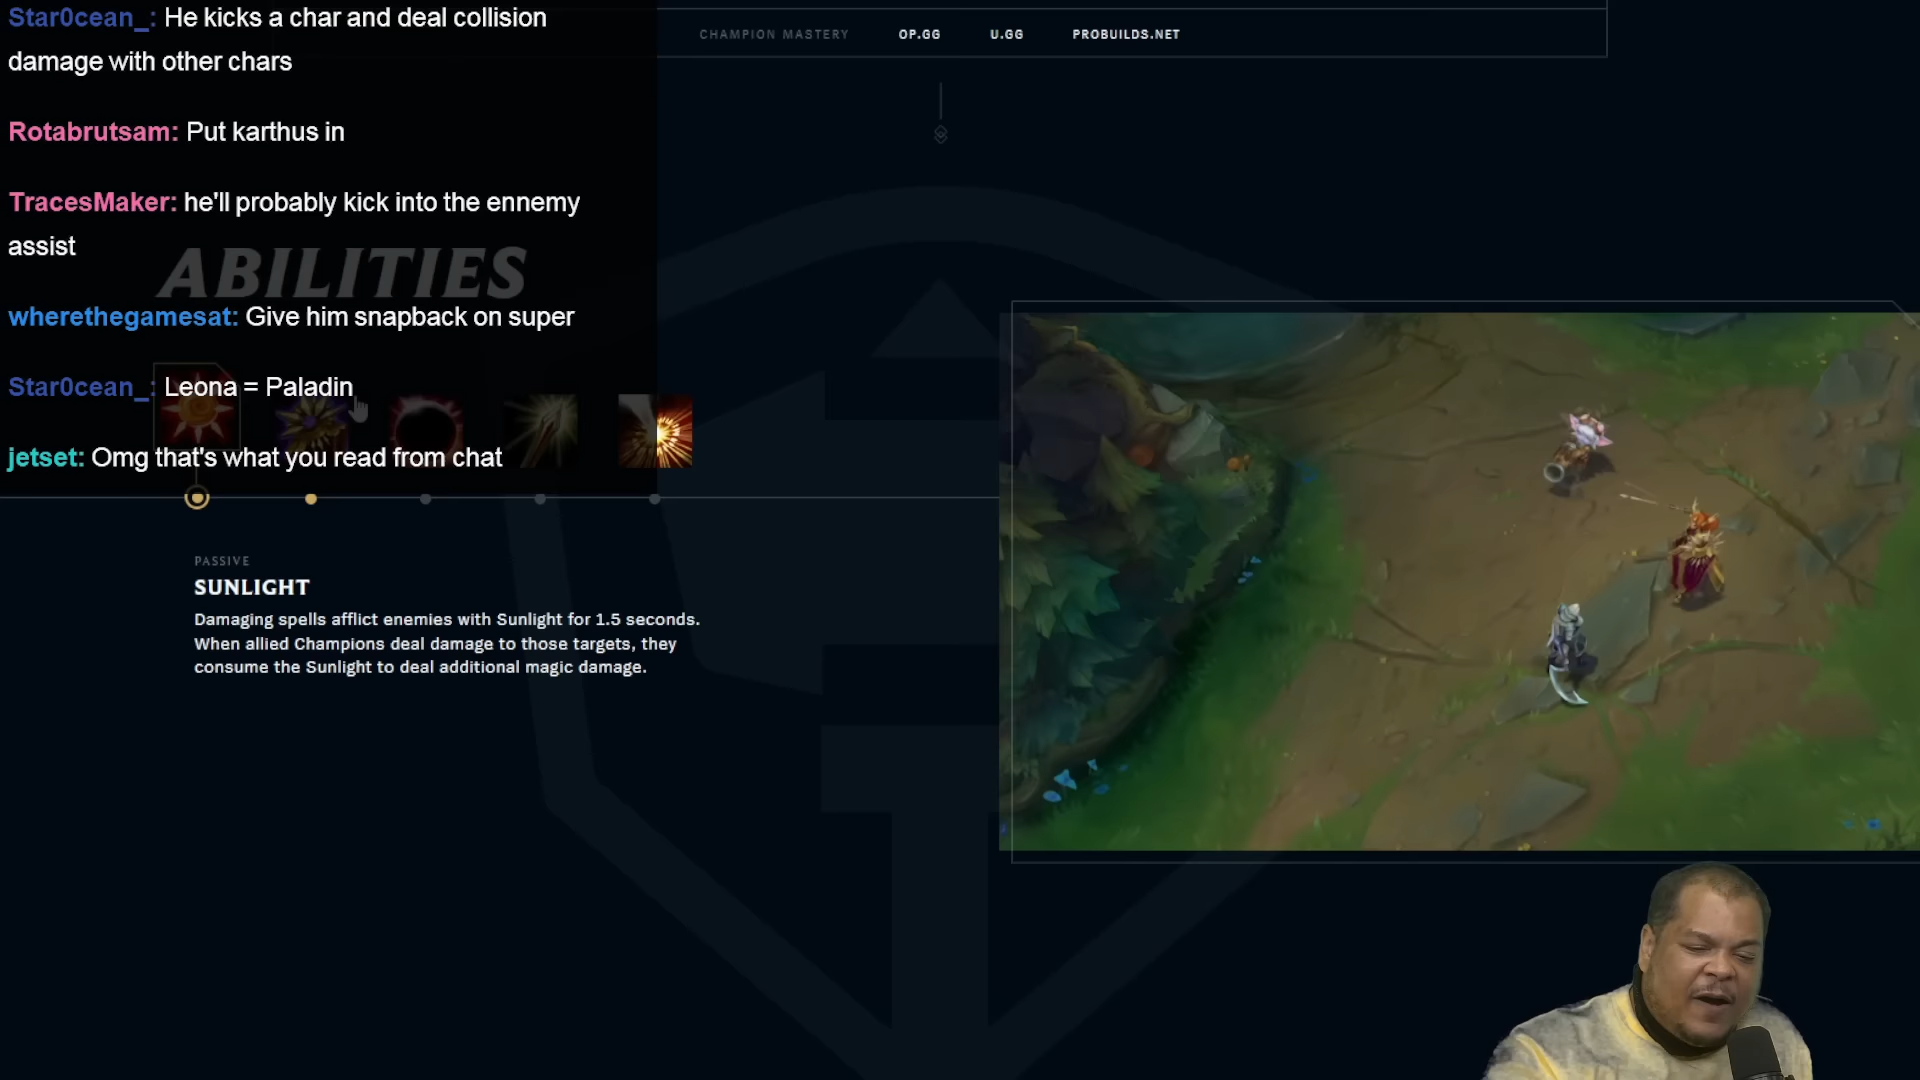 Star0cean_: He kicks a char and deal collision
damage with other chars
CHAMPION MASTERY OP.GG U.GG PROBUILDS.NET
Rotabrutsam: Put karthus in
TracesMaker: he'll probably kick into the ennemy
assist
ABILITIES
wherethegamesat: Give him snapback on super
Star0cean_: Leona = Paladin
jetset: Omg that's what you read from chat
PASSIVE
SUNLIGHT
Damaging spells afflict enemies with Sunlight for 1.5 seconds.
When allied Champions deal damage to those targets, they
consume the Sunlight to deal additional magic damage.